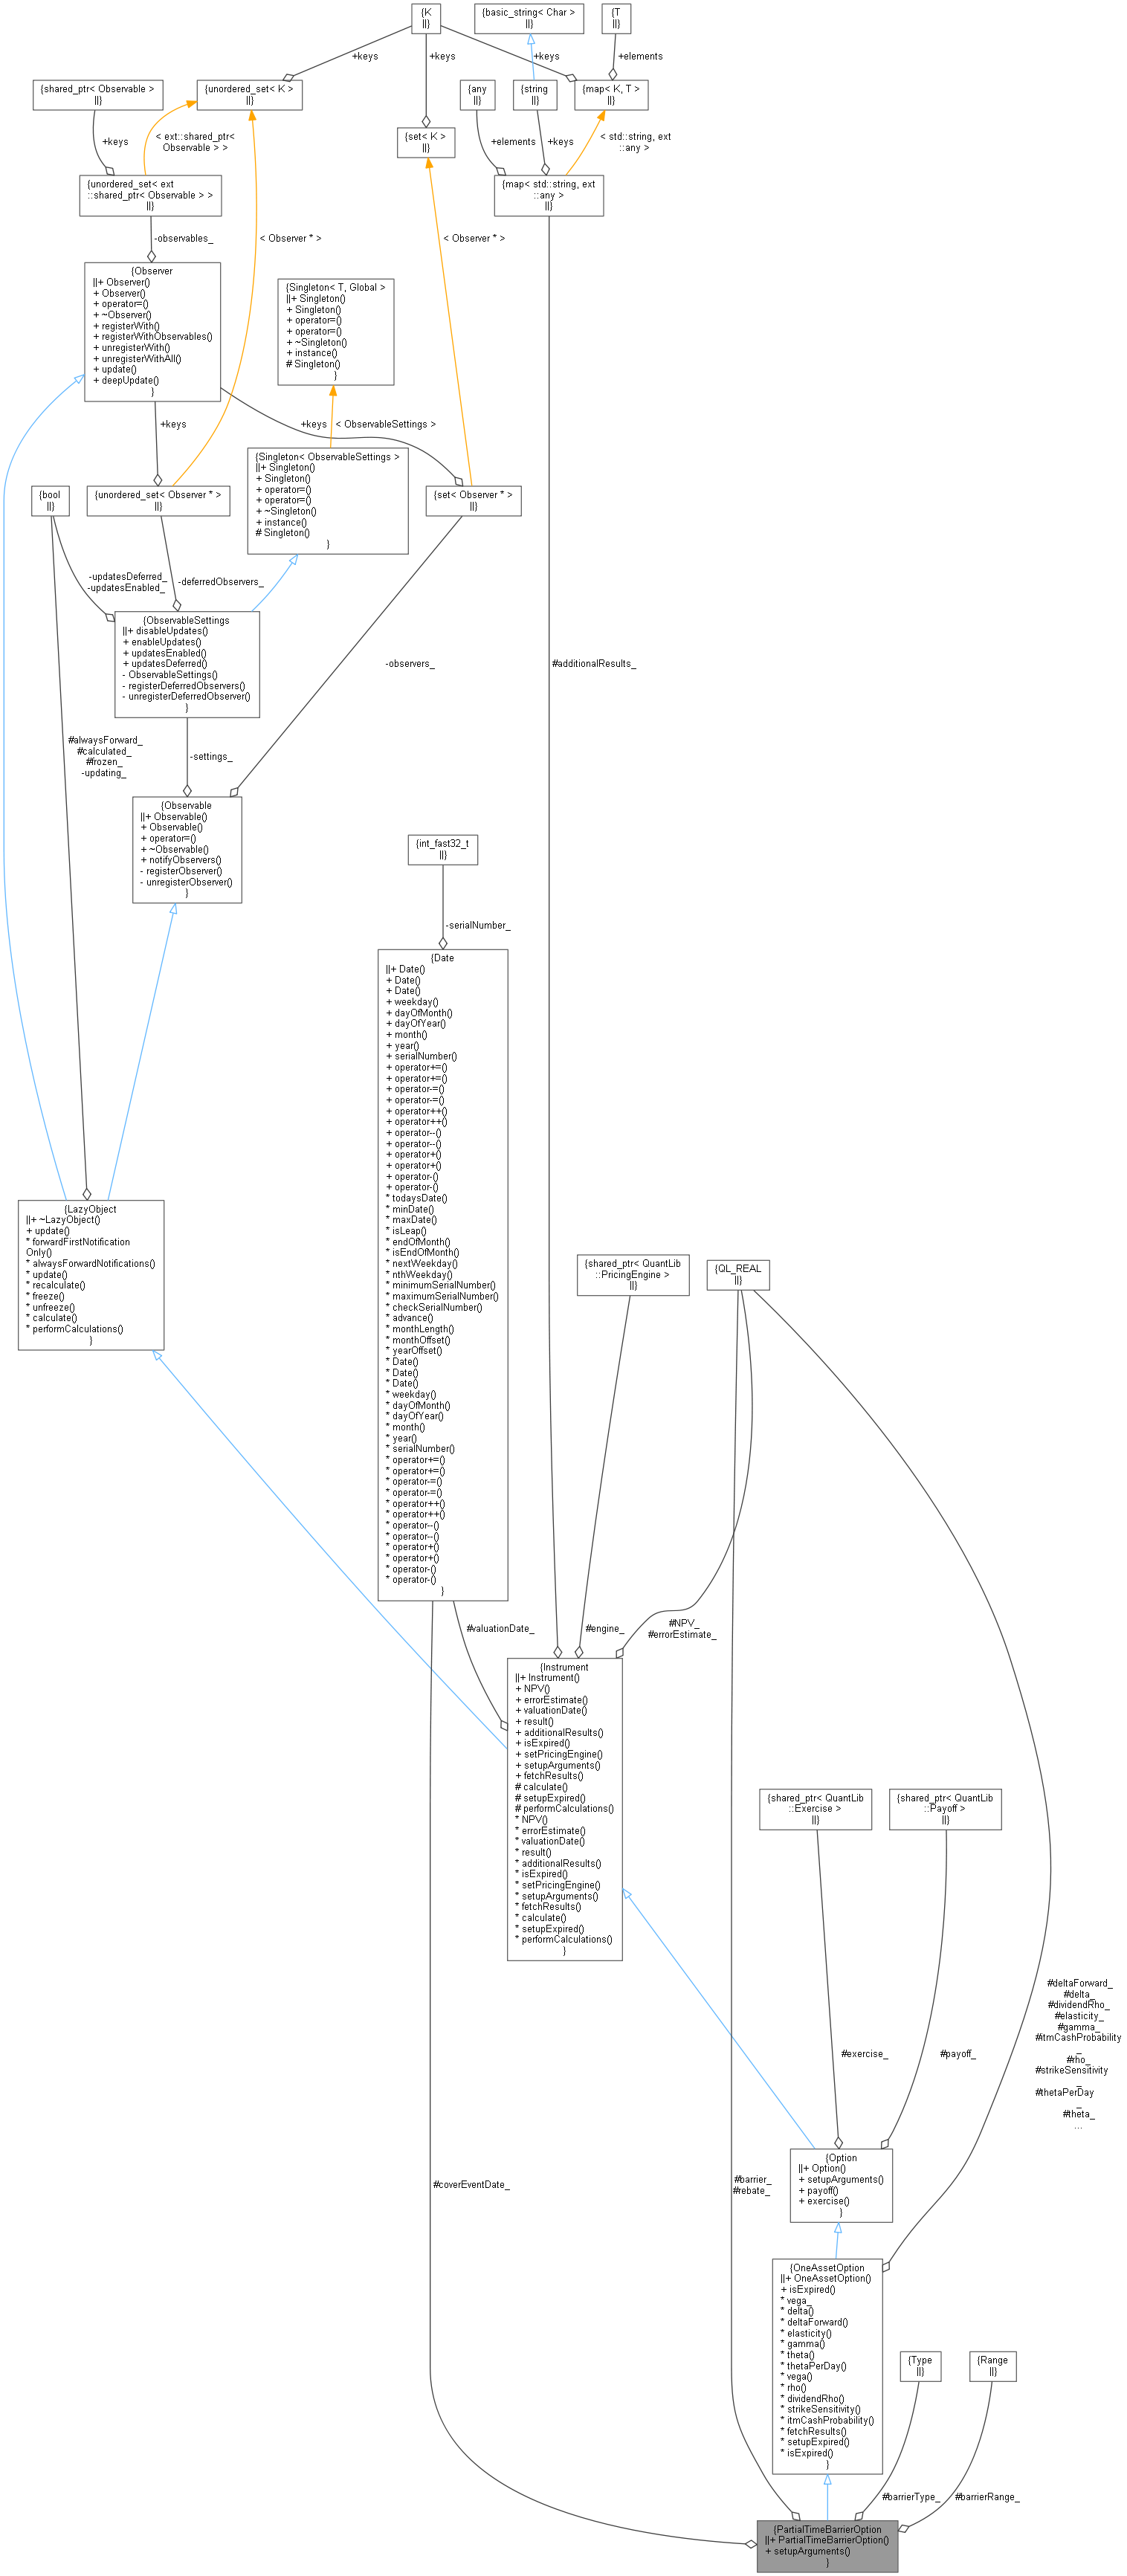 {K
||}
{basic_string< Char >
||}
{T
||}
+keys
+keys
+keys
+elements
{shared_ptr< Observable >
||}
{unordered_set< K >
||}
{any
||}
{string
||}
{map< K, T >
||}
+keys
< ext::shared_ptr<
Observable > >
{set< K >
||}
+elements
+keys
< std::string, ext
::any >
{unordered_set< ext
::shared_ptr< Observable > >
||}
{map< std::string, ext
::any >
||}
-observables_
< Observer * >
< Observer * >
{Observer
||+ Observer()
+ Observer()
+ operator=()
+ ~Observer()
+ registerWith()
+ registerWithObservables()
+ unregisterWith()
+ unregisterWithAll()
+ update()
+ deepUpdate()
}
{Singleton< T, Global >
||+ Singleton()
+ Singleton()
+ operator=()
+ operator=()
+ ~Singleton()
+ instance()
# Singleton()
}
+keys
+keys
< ObservableSettings >
{Singleton< ObservableSettings >
||+ Singleton()
+ Singleton()
+ operator=()
+ operator=()
+ ~Singleton()
+ instance()
# Singleton()
}
{bool
||}
{unordered_set< Observer * >
||}
{set< Observer * >
||}
-updatesDeferred_
-updatesEnabled_
-deferredObservers_
{ObservableSettings
||+ disableUpdates()
+ enableUpdates()
+ updatesEnabled()
+ updatesDeferred()
- ObservableSettings()
- registerDeferredObservers()
- unregisterDeferredObserver()
}
-observers_
#additionalResults_
#alwaysForward_
#calculated_
#frozen_
-updating_
-settings_
{Observable
||+ Observable()
+ Observable()
+ operator=()
+ ~Observable()
+ notifyObservers()
- registerObserver()
- unregisterObserver()
}
{int_fast32_t
||}
-serialNumber_
{Date
||+ Date()
+ Date()
+ Date()
+ weekday()
+ dayOfMonth()
+ dayOfYear()
+ month()
+ year()
+ serialNumber()
+ operator+=()
+ operator+=()
+ operator-=()
+ operator-=()
+ operator++()
+ operator++()
+ operator--()
+ operator--()
+ operator+()
+ operator+()
+ operator-()
+ operator-()
* todaysDate()
* minDate()
* maxDate()
* isLeap()
* endOfMonth()
* isEndOfMonth()
* nextWeekday()
* nthWeekday()
* minimumSerialNumber()
* maximumSerialNumber()
* checkSerialNumber()
* advance()
* monthLength()
* monthOffset()
* yearOffset()
* Date()
* Date()
* Date()
* weekday()
* dayOfMonth()
* dayOfYear()
* month()
* year()
* serialNumber()
* operator+=()
* operator+=()
* operator-=()
* operator-=()
* operator++()
* operator++()
* operator--()
* operator--()
* operator+()
* operator+()
* operator-()
* operator-()
}
{LazyObject
||+ ~LazyObject()
+ update()
* forwardFirstNotification
Only()
* alwaysForwardNotifications()
* update()
* recalculate()
* freeze()
* unfreeze()
* calculate()
* performCalculations()
}
{shared_ptr< QuantLib
::PricingEngine >
||}
{QL_REAL
||}
#valuationDate_
#engine_
#NPV_
#errorEstimate_
{Instrument
||+ Instrument()
+ NPV()
+ errorEstimate()
+ valuationDate()
+ result()
+ additionalResults()
+ isExpired()
+ setPricingEngine()
+ setupArguments()
+ fetchResults()
# calculate()
# setupExpired()
# performCalculations()
* NPV()
* errorEstimate()
* valuationDate()
* result()
* additionalResults()
* isExpired()
* setPricingEngine()
* setupArguments()
* fetchResults()
* calculate()
* setupExpired()
* performCalculations()
}
{shared_ptr< QuantLib
::Exercise >
||}
{shared_ptr< QuantLib
::Payoff >
||}
#exercise_
#payoff_
#deltaForward_
#delta_
#dividendRho_
#elasticity_
#gamma_
#itmCashProbability
_
#rho_
#strikeSensitivity
_
#thetaPerDay
_
#theta_
...
#coverEventDate_
#barrier_
#rebate_
{Option
||+ Option()
+ setupArguments()
+ payoff()
+ exercise()
}
{OneAssetOption
||+ OneAssetOption()
+ isExpired()
* vega_
* delta()
* deltaForward()
* elasticity()
* gamma()
* theta()
* thetaPerDay()
* vega()
* rho()
* dividendRho()
* strikeSensitivity()
* itmCashProbability()
* fetchResults()
* setupExpired()
* isExpired()
}
{Type
||}
{Range
||}
#barrierType_
#barrierRange_
{PartialTimeBarrierOption
||+ PartialTimeBarrierOption()
+ setupArguments()
}